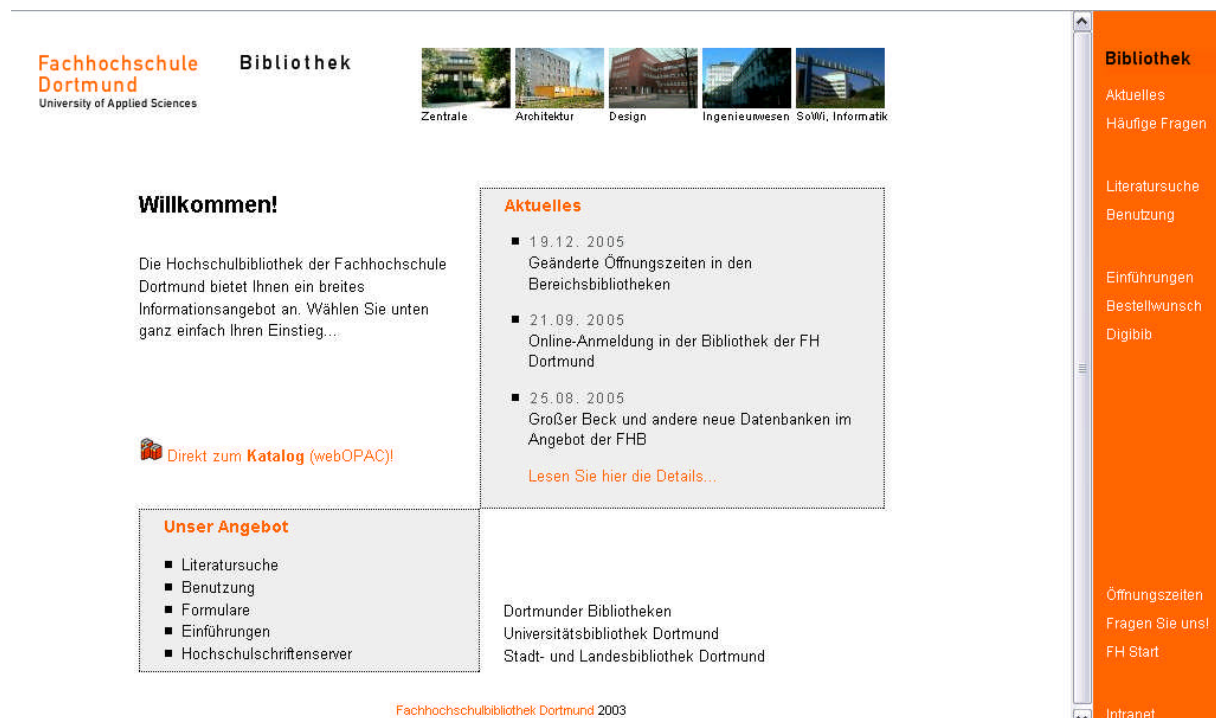 Fachhochschule
Dortmund
University of Applied Sciences
Bibliothek
Zentrale
Architektur
Design
Ingenieurwesen
SoWi, Informatik
Willkommen!
Die Hochschulbibliothek der Fachhochschule
Dortmund bietet Ihnen ein breites
Informationsangebot an. Wählen Sie unten
ganz einfach Ihren Einstieg...
Direkt zum Katalog (webOPAC)!
Aktuelles
19.12. 2005
Geänderte Öffnungszeiten in den
Bereichsbibliotheken
21.09. 2005
Online-Anmeldung in der Bibliothek der FH
Dortmund
25.08. 2005
Großer Beck und andere neue Datenbanken im
Angebot der FHB
Lesen Sie hier die Details...
Unser Angebot
Literatursuche
Benutzung
Formulare
Einführungen
Hochschulschriftenserver
Dortmunder Bibliotheken
Universitätsbibliothek Dortmund
Stadt- und Landesbibliothek Dortmund
Fachhochschulbibliothek Dortmund 2003
Bibliothek
Aktuelles
Häufige Fragen
Literatursuche
Benutzung
Einführungen
Bestellwunsch
Digibib
Öffnungszeiten
Fragen Sie uns!
FH Start
Intranet